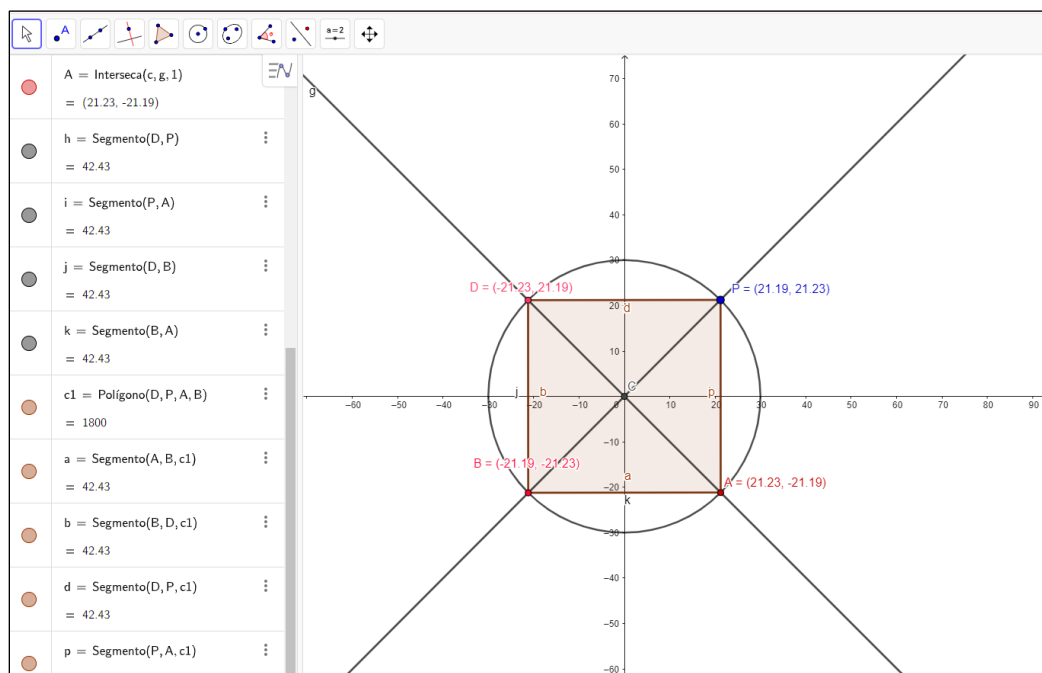 A
a=2
A = Interseca(c, g, 1)
= (21.23, -21.19)
h = Segmento(D, P)
= 42.43
i = Segmento(P, A)
= 42.43
j = Segmento(D, B)
= 42.43
k = Segmento(B, A)
= 42.43
c1 = Polígono(D, P, A, B)
= 1800
a = Segmento(A, B, c1)
= 42.43
b = Segmento(B, D, c1)
= 42.43
d = Segmento(D, P, c1)
= 42.43
p = Segmento(P, A, c1)
g
70
60
50
40
30
20
10
0
-10
-20
-30
-40
-50
-60
-60 -50 -40 -30 -20 -10 10 20 30 40 50 60 70 80 90
D = (-21.23, 21.19)
P = (21.19, 21.23)
d
C
j
b
p
B = (-21.19, -21.23)
a
A = (21.23, -21.19)
k